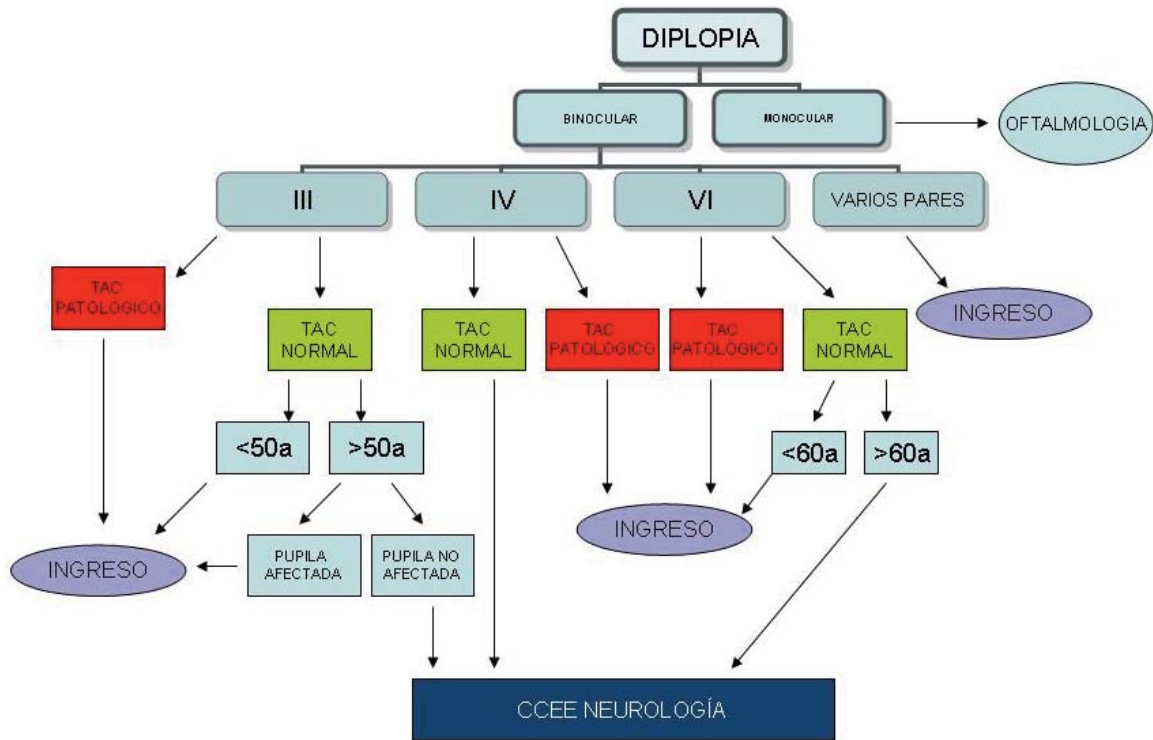 DIPLOPIA
BINOCULAR
MONOCULAR
OFTALMOLOGIA
III
IV
VI
VARIOS PARES
TAC
PATOLOGICO
TAC
NORMAL
TAC
NORMAL
TAC
PATOLÓGICO
TAC
PATOLOGICO
TAC
NORMAL
INGRESO
<50a
>50a
<60a
>60a
INGRESO
PUPILA
AFECTADA
PUPILA NO
AFECTADA
INGRESO
CCEE NEUROLOGÍA